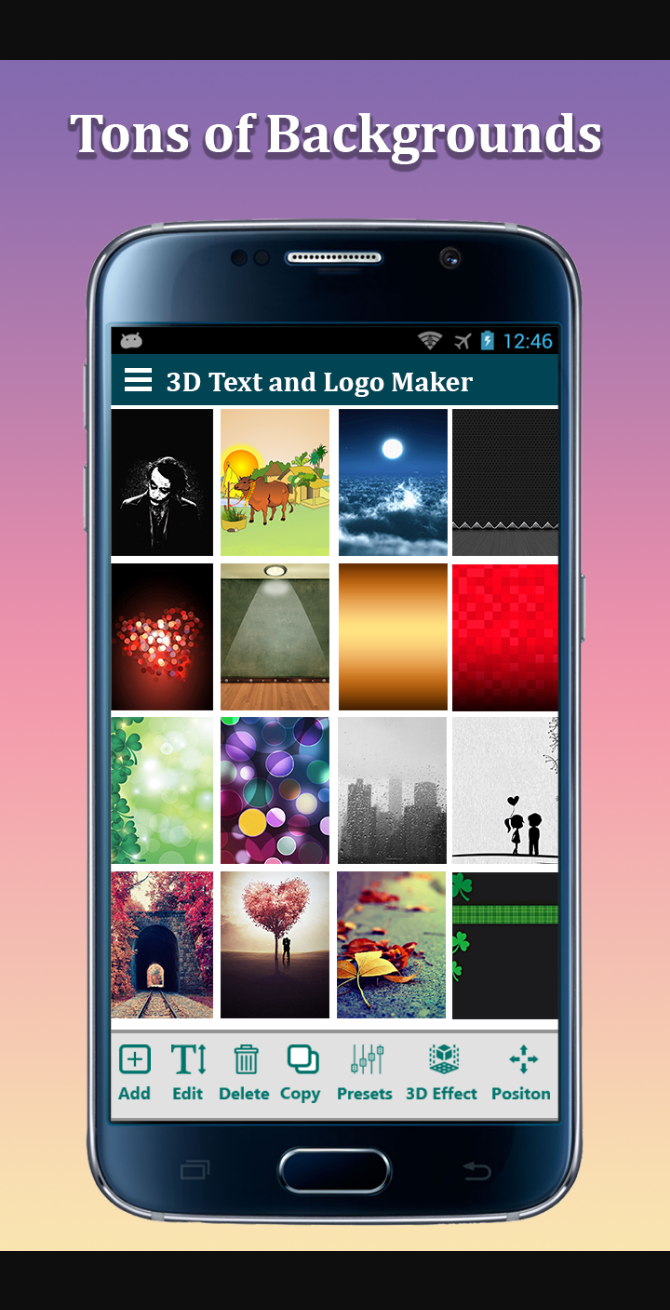 Tons of Backgrounds
12:46
3D Text and Logo Maker
Add Edit Delete Copy Presets 3D Effect Positon